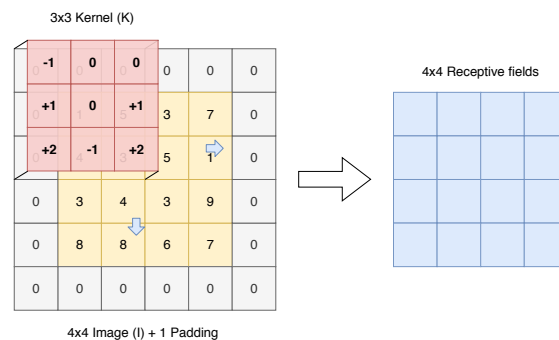 3x3 Kernel (K)
-1 0 0 0 0 0
4x4 Receptive fields
+1 0 +1 3 7 0
+2 -1 +2 5 1 0
0 3 4 3 9 0
0 8 8 6 7 0
0 0 0 0 0 0
4x4 Image (I) + 1 Padding